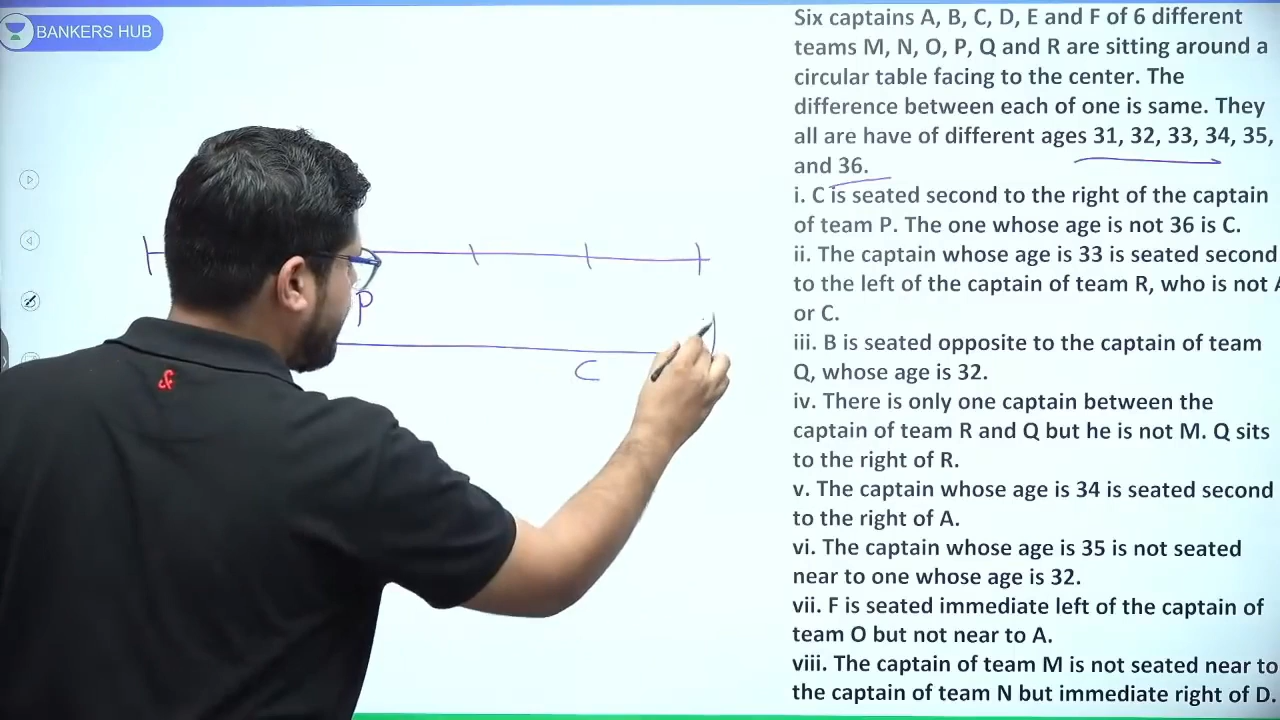 BANKERS HUB
Six captains A, B, C, D, E and F of 6 different
teams M, N, O, P, Q and R are sitting around a
circular table facing to the center. The
difference between each of one is same. They
all are have of different ages 31, 32, 33, 34, 35,
and 36.
i. C is seated second to the right of the captain
of team P. The one whose age is not 36 is C.
ii. The captain whose age is 33 is seated second
to the left of the captain of team R, who is not A
or C.
iii. B is seated opposite to the captain of team
Q, whose age is 32.
iv. There is only one captain between the
captain of team R and Q but he is not M. Q sits
to the right of R.
v. The captain whose age is 34 is seated second
to the right of A.
vi. The captain whose age is 35 is not seated
near to one whose age is 32.
vii. F is seated immediate left of the captain of
team O but not near to A.
viii. The captain of team M is not seated near to
the captain of team N but immediate right of D.
P
C